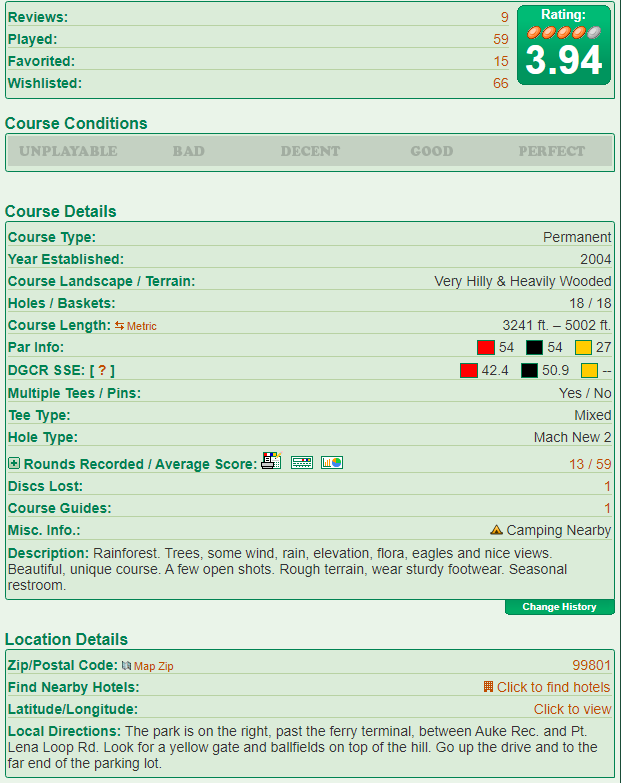 Reviews: 9
Rating:
Played: 59
3.94
Favorited: 15
Wishlisted: 66
Course Conditions
UNPLAYABLE BAD DECENT GOOD PERFECT
Course Details
Course Type: Permanent
Year Established: 2004
Course Landscape / Terrain: Very Hilly & Heavily Wooded
Holes / Baskets: 18 / 18
Course Length: ⇆ Metric 3241 ft. – 5002 ft.
Par Info: 54 54 27
DGCR SSE: [ ? ] 42.4 50.9 --
Multiple Tees / Pins: Yes / No
Tee Type: Mixed
Hole Type: Mach New 2
Rounds Recorded / Average Score: 13 / 59
Discs Lost: 1
Course Guides: 1
Misc. Info.: Camping Nearby
Description: Rainforest. Trees, some wind, rain, elevation, flora, eagles and nice views.
Beautiful, unique course. A few open shots. Rough terrain, wear sturdy footwear. Seasonal
restroom.
Change History
Location Details
Zip/Postal Code: Map Zip 99801
Find Nearby Hotels: Click to find hotels
Latitude/Longitude: Click to view
Local Directions: The park is on the right, past the ferry terminal, between Auke Rec. and Pt.
Lena Loop Rd. Look for a yellow gate and ballfields on top of the hill. Go up the drive and to the
far end of the parking lot.